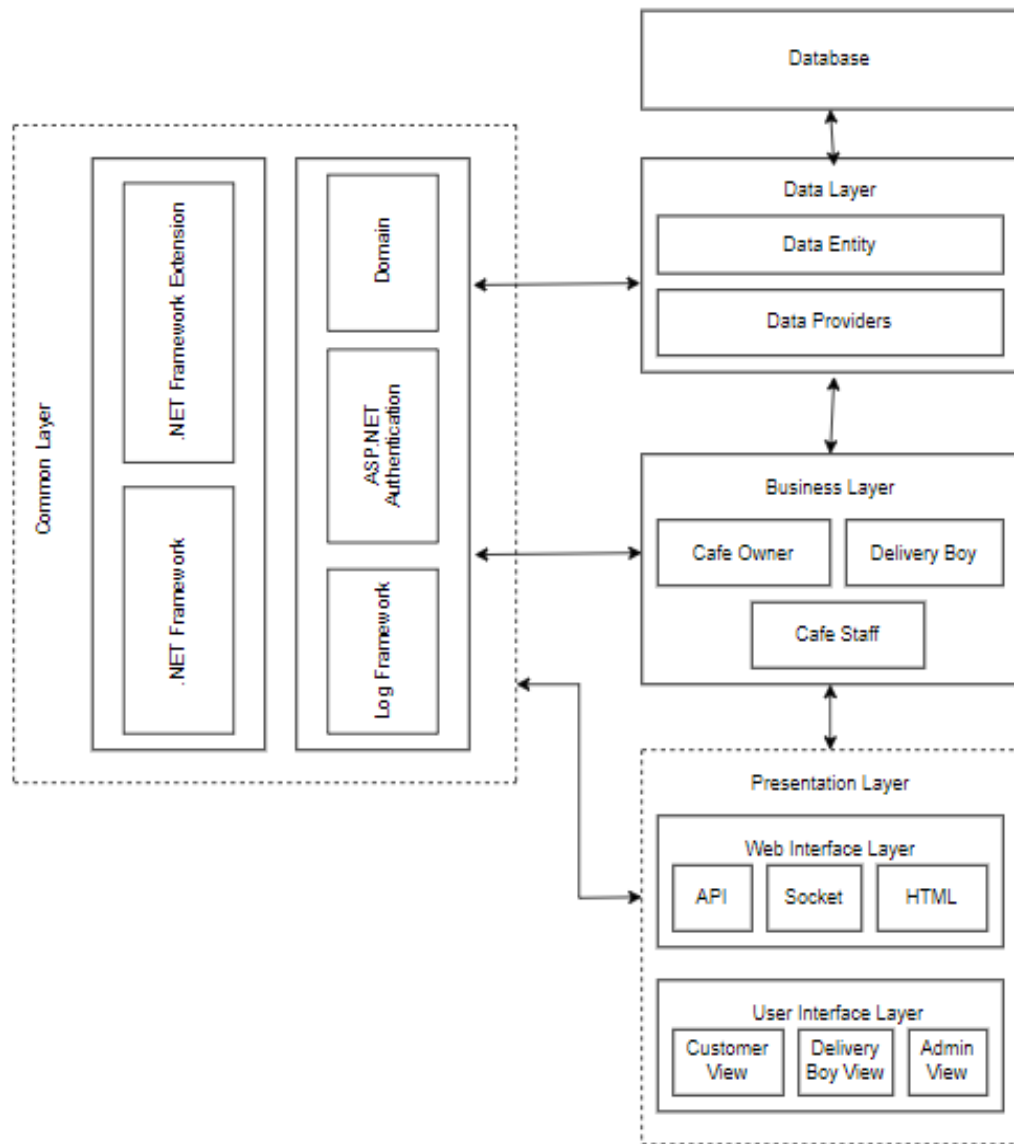 Database
Data Layer
Data Entity
Data Providers
Common Layer
.NET Framework Extension
.NET Framework
Domain
ASP.NET
Authentication
Log Framework
Business Layer
Cafe Owner
Delivery Boy
Cafe Staff
Presentation Layer
Web Interface Layer
API
Socket
HTML
User Interface Layer
Customer
View
Delivery
Boy View
Admin
View